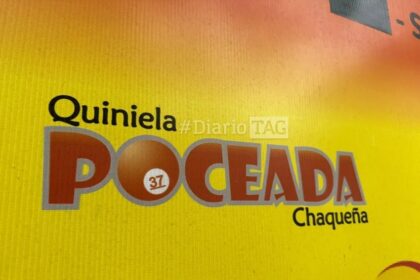 Quiniela
#DiarioTAG
POCEADA
37
Chaqueña